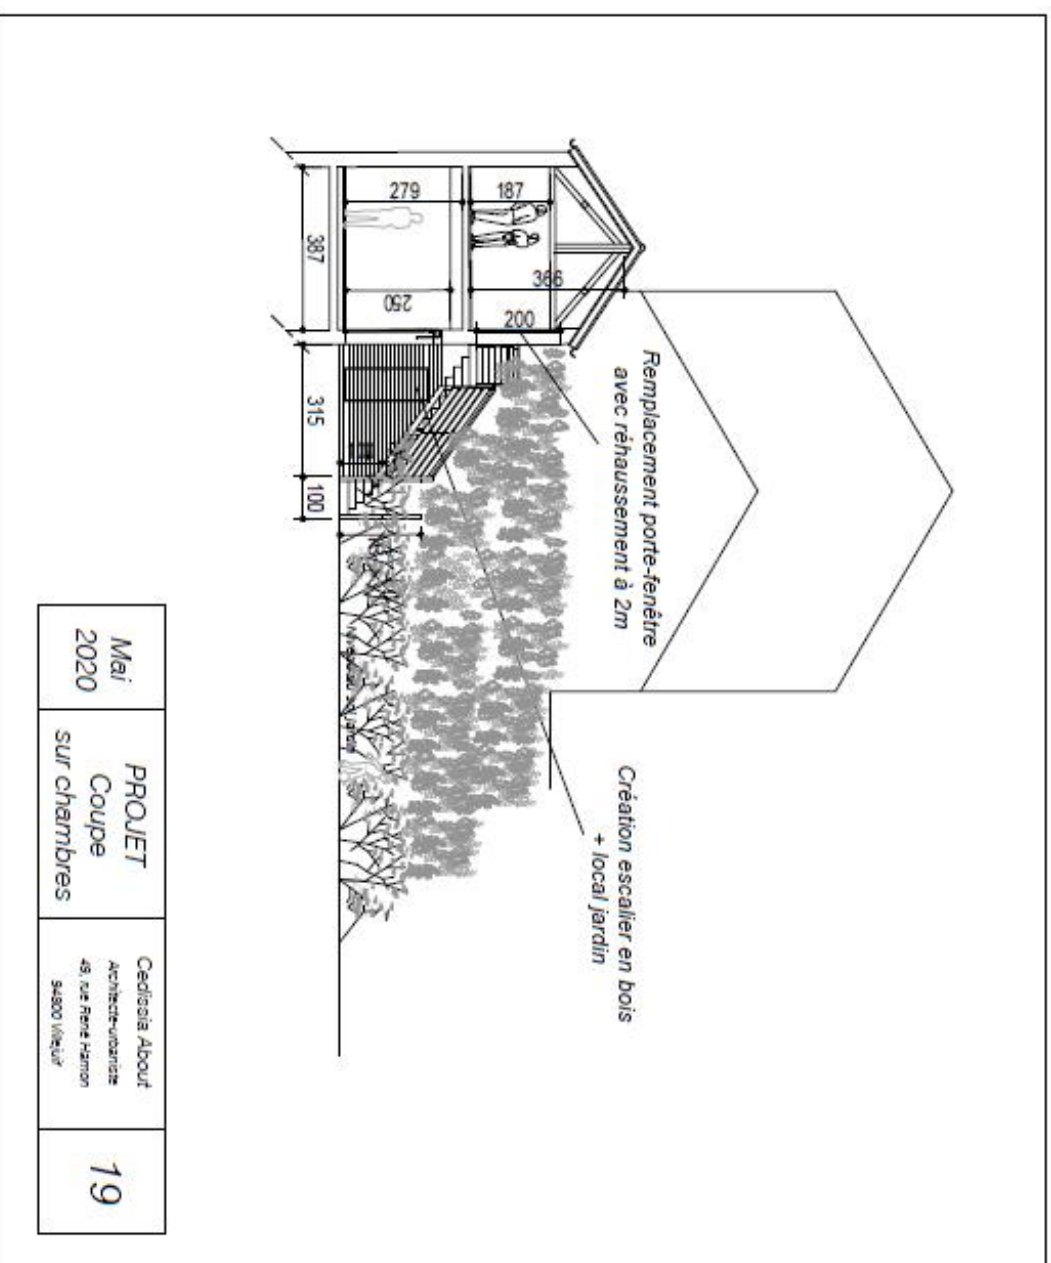 Remplacement porte-fenêtre
avec réhaussement à 2m
Création escalier en bois
+ local jardin
187
366
200
279
250
387
315
100
Mai
2020
PROJET
Coupe
sur chambres
Cedissia About
Architecte-urbaniste
49, rue René Hamon
94800 Villejuif
19